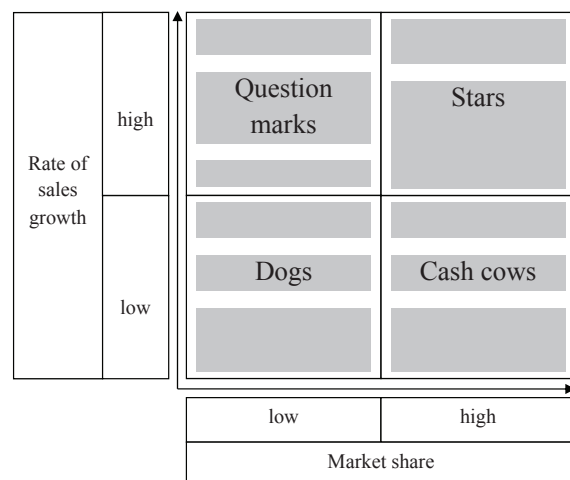 Question
marks
Stars
high
Rate of
sales
growth
Dogs
Cash cows
low
low
high
Market share